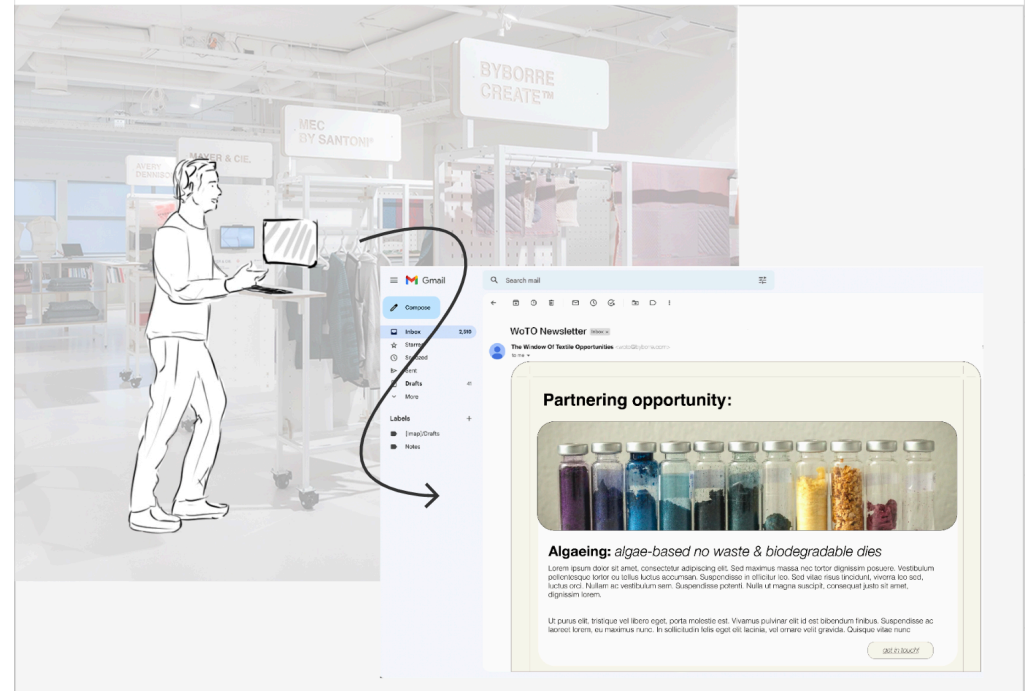 BYBORRE
CREATE™
MEC
BY SANTONI®
MAYER & CIE.
AVERY
DENNISON
Gmail
Search mail
Compose
Inbox 2,510
Starred
Snoozed
Sent
Drafts 41
More
Labels
[Imap]/Drafts
Notes
WoTO Newsletter Inbox ×
The Window Of Textile Opportunities
to me
Partnering opportunity:
Algaeing: algae-based no waste & biodegradable dies
Lorem ipsum dolor sit amet, consectetur adipiscing elit. Sed maximus massa nec tortor dignissim posuere. Vestibulum
pellentesque tortor eu tellus luctus accumsan. Suspendisse in efficitur leo. Sed vitae risus tincidunt, viverra leo sed,
luctus orci. Nullam ac vestibulum sem. Suspendisse potenti. Nulla ut magna suscipit, consequat justo sit amet,
dignissim lorem.
Ut purus elit, tristique vel libero eget, porta molestie est. Vivamus pulvinar elit id est bibendum finibus. Suspendisse ac
laoreet lorem, eu maximus nunc. In sollicitudin felis eget elit lacinia, vel ornare velit gravida. Quisque vitae nunc
get in touch!